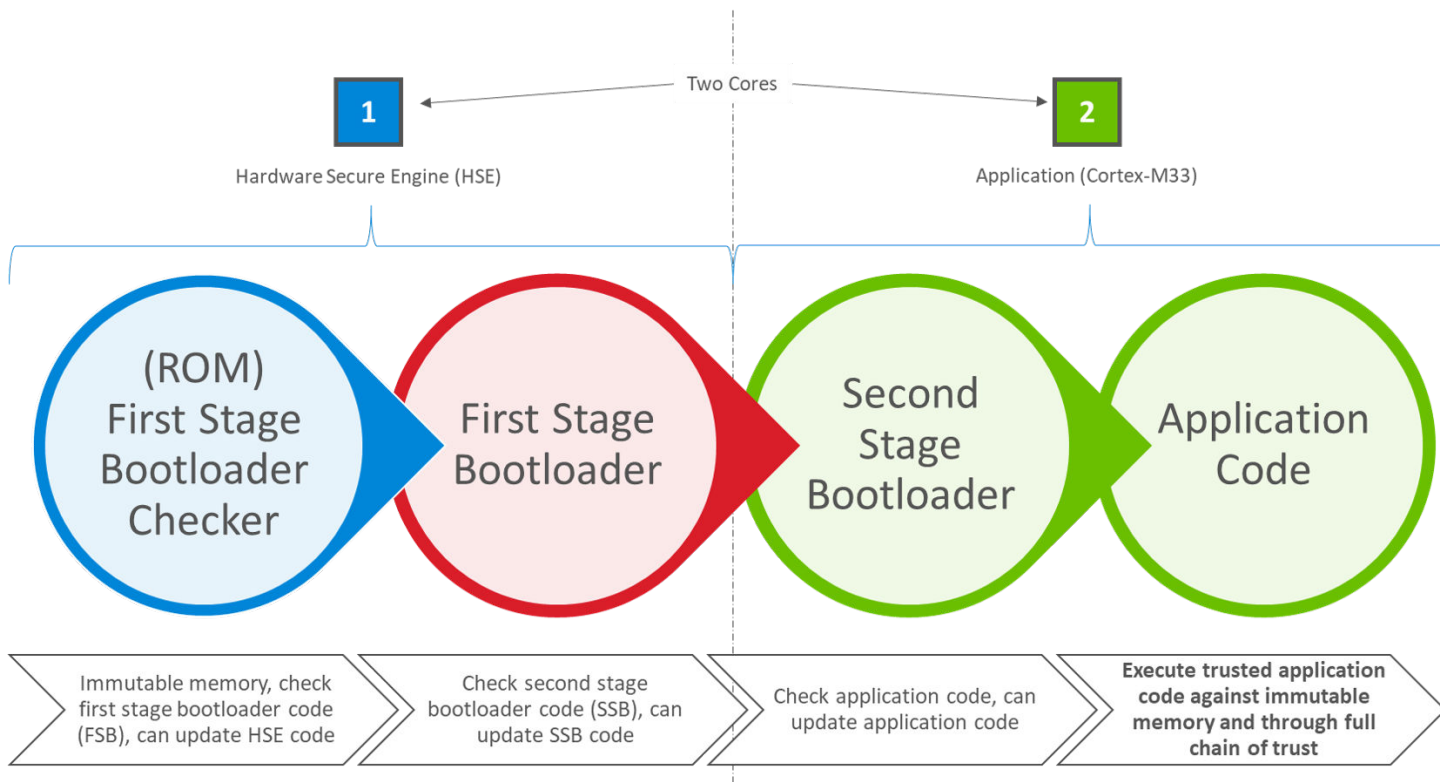 Two Cores
1
2
Hardware Secure Engine (HSE)
Application (Cortex-M33)
(ROM)
First Stage
Bootloader
Checker
First Stage
Bootloader
Second
Stage
Bootloader
Application
Code
Immutable memory, check
first stage bootloader code
(FSB), can update HSE code
Check second stage
bootloader code (SSB), can
update SSB code
Check application code, can
update application code
Execute trusted application
code against immutable
memory and through full
chain of trust